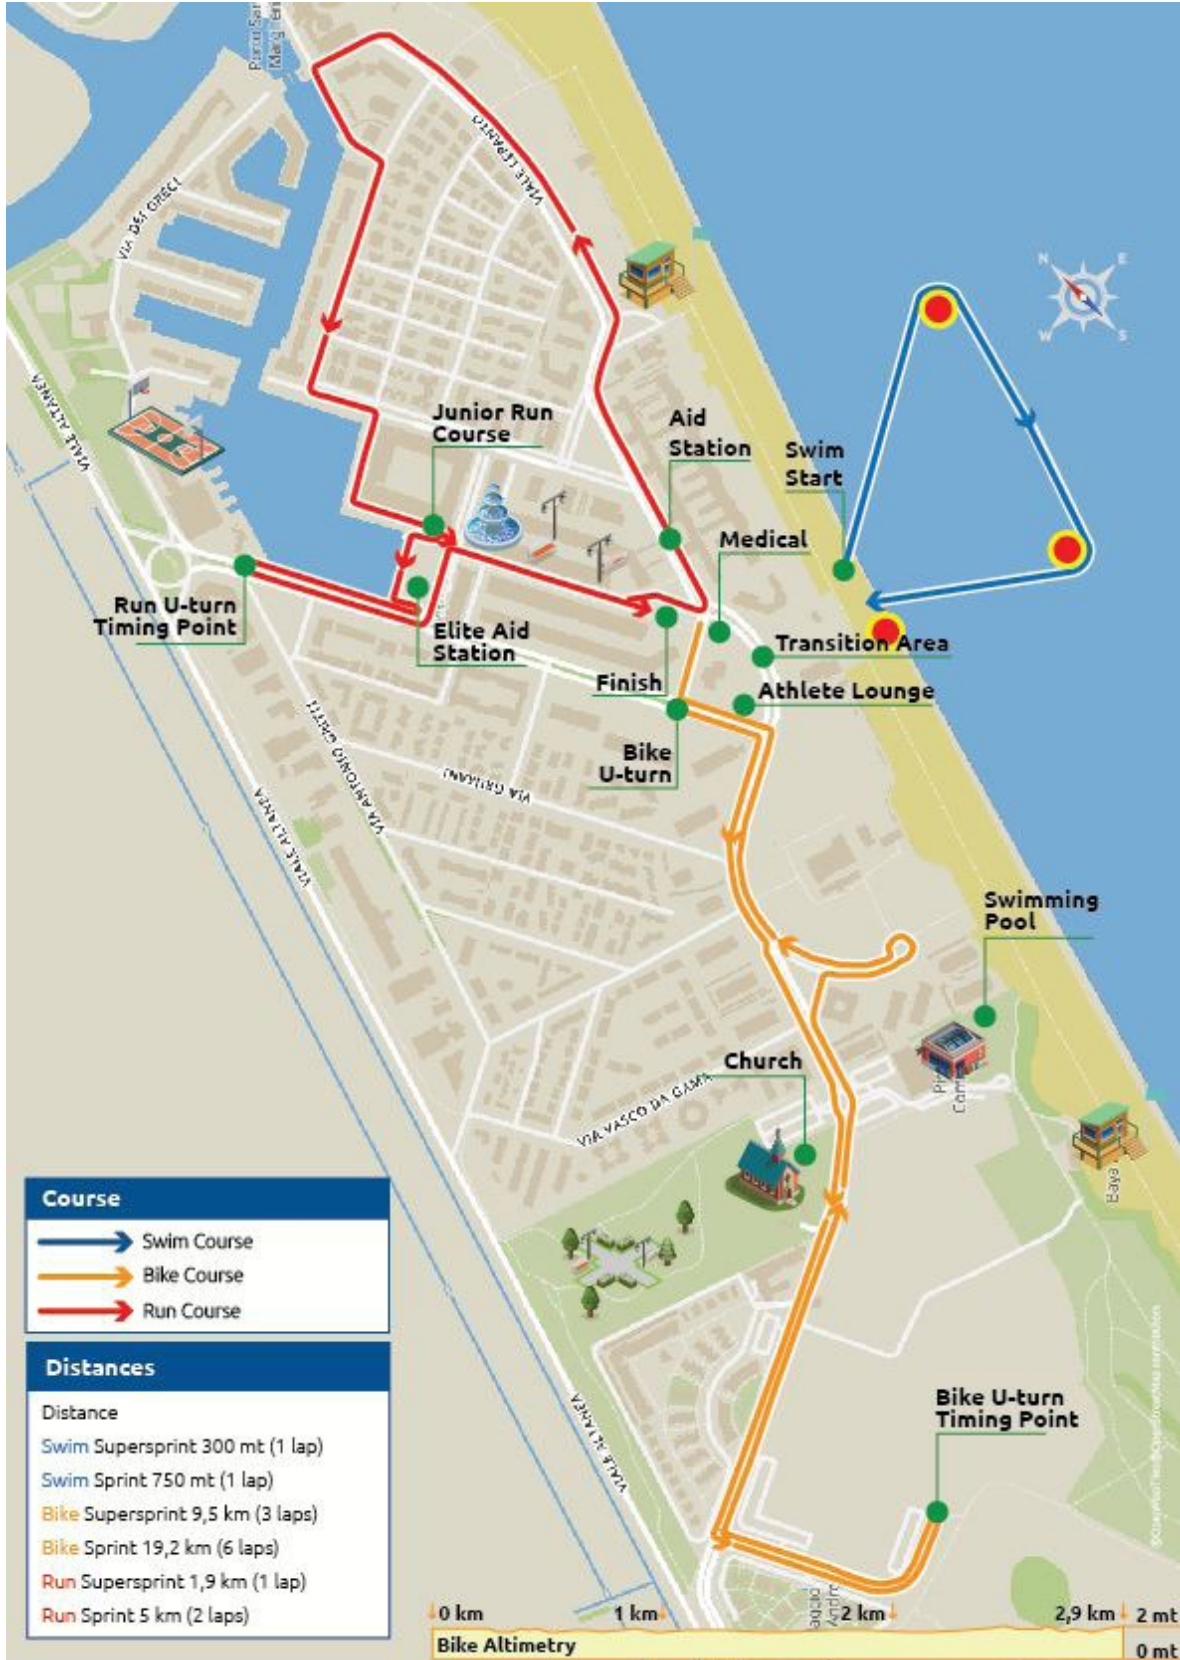 Porto San
Marg
VIALE LEPANTO
VIA DEI GRECI
N
E
W
S
VIALE ALTANEA
Junior Run
Course
Aid
Station
Swim
Start
Medical
Run U-turn
Timing Point
Elite Aid
Station
Transition Area
Finish
Athlete Lounge
VIA ANTONIO GRITTI
Bike
U-turn
VIA GRIMANI
VIALE ALTANEA
Swimming
Pool
Church
VIA VASCO DA GAMA
Baya
Course
Swim Course
Bike Course
Run Course
Distances
Distance
Swim Supersprint 300 mt (1 lap)
Swim Sprint 750 mt (1 lap)
Bike Supersprint 9,5 km (3 laps)
Bike Sprint 19,2 km (6 laps)
Run Supersprint 1,9 km (1 lap)
Run Sprint 5 km (2 laps)
VIALE ALTANEA
Bike U-turn
Timing Point
0 km
1 km
2 km
2,9 km
2 mt
Bike Altimetry
0 mt